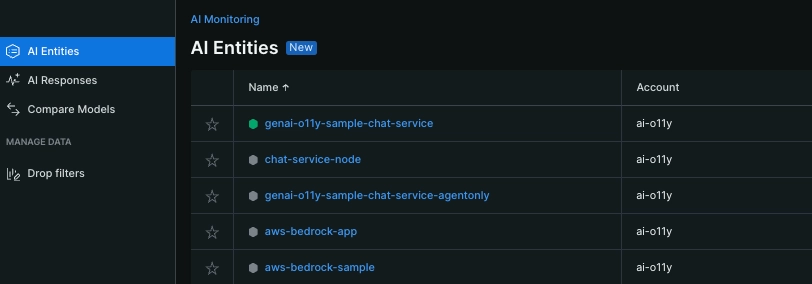 AI Monitoring
AI Entities New
AI Entities
AI Responses
Compare Models
MANAGE DATA
Drop filters
Name ↑ Account
genai-o11y-sample-chat-service ai-o11y
chat-service-node ai-o11y
genai-o11y-sample-chat-service-agentonly ai-o11y
aws-bedrock-app ai-o11y
aws-bedrock-sample ai-o11y